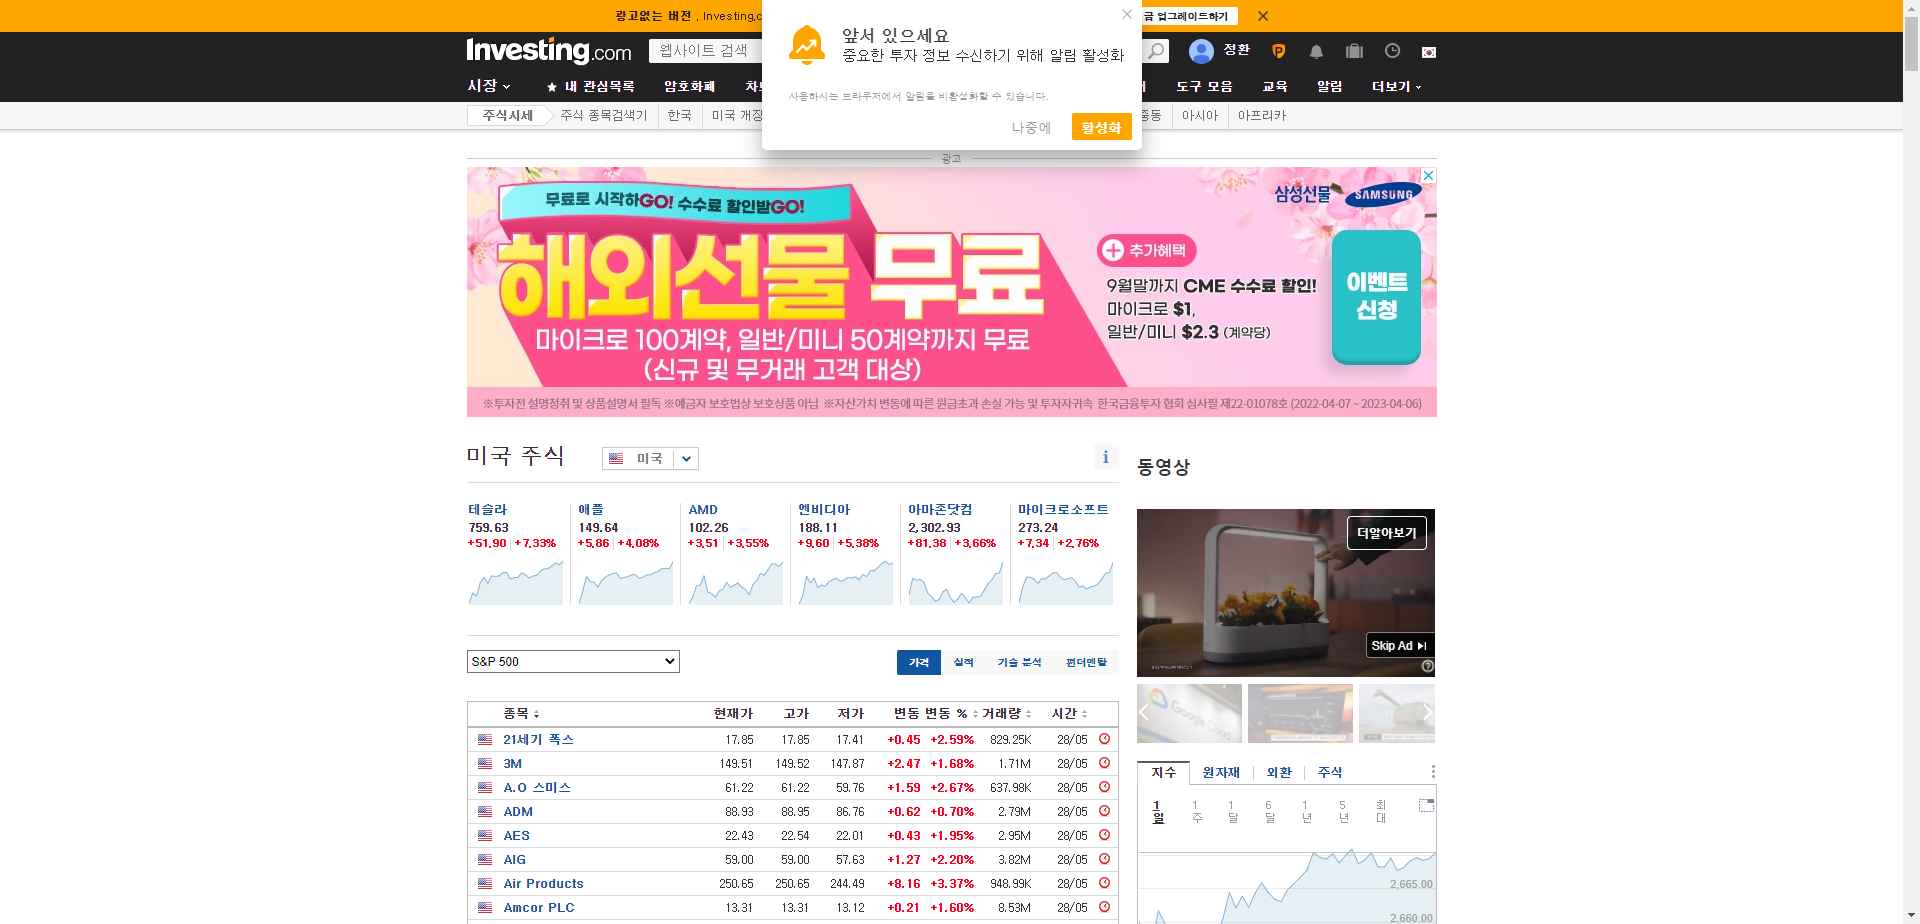 광고없는 버전 . Investing.c
금 업그레이드하기
앞서 있으세요
중요한 투자 정보 수신하기 위해 알림 활성화
사용하시는 브라우저에서 알림을 비활성화할 수 있습니다.
나중에 활성화
Investing.com
웹사이트 검색
정환
시장
★ 내 관심목록
암호화폐
도구 모음
교육
알림
더보기
주식시세
주식 종목검색기
한국
미국 개장
중동
아시아
아프리카
광고
무료로 시작하GO! 수수료 할인받GO!
해외선물 무료
마이크로 100계약, 일반/미니 50계약까지 무료
(신규 및 무거래 고객 대상)
삼성선물 SAMSUNG
추가혜택
9월말까지 CME 수수료 할인!
마이크로 $1,
일반/미니 $2.3 (계약당)
이벤트
신청
※투자전 설명청취 및 상품설명서 필독 ※예금자 보호법상 보호상품 아님 ※자산가치 변동에 따른 원금초과 손실 가능 및 투자자귀속 한국금융투자 협회 심사필 제22-01078호 (2022-04-07 ~ 2023-04-06)
미국 주식
미국
i
동영상
테슬라
759.63
+51.90 +7.33%
애플
149.64
+5.86 +4.08%
AMD
102.26
+3.51 +3.55%
엔비디아
188.11
+9.60 +5.38%
아마존닷컴
2,302.93
+81.38 +3.66%
마이크로소프트
273.24
+7.34 +2.76%
더알아보기
Skip Ad
Google Cloud
S&P 500
가격 실적 기술 분석 펀더멘탈
종목 현재가 고가 저가 변동 변동 % 거래량 시간
21세기 폭스 17.85 17.85 17.41 +0.45 +2.59% 829.25K 28/05
3M 149.51 149.52 147.87 +2.47 +1.68% 1.71M 28/05
A.O 스미스 61.22 61.22 59.76 +1.59 +2.67% 637.98K 28/05
ADM 88.93 88.95 86.76 +0.62 +0.70% 2.79M 28/05
AES 22.43 22.54 22.01 +0.43 +1.95% 2.95M 28/05
AIG 59.00 59.00 57.63 +1.27 +2.20% 3.82M 28/05
Air Products 250.65 250.65 244.49 +8.16 +3.37% 948.99K 28/05
Amcor PLC 13.31 13.31 13.12 +0.21 +1.60% 8.53M 28/05
지수 원자재 외환 주식
1일 1주 1달 6달 1년 5년 최대
2,665.00
2,660.00